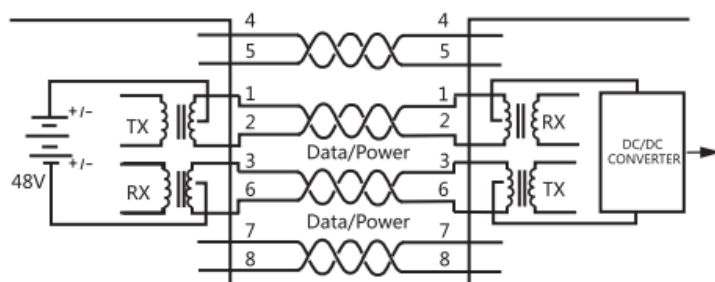 4 4
5 5
1 1
+/−
TX 2 2 RX
Data/Power
DC/DC
CONVERTER
3 3
+/−
48V RX 6 6 TX
Data/Power
7 7
8 8